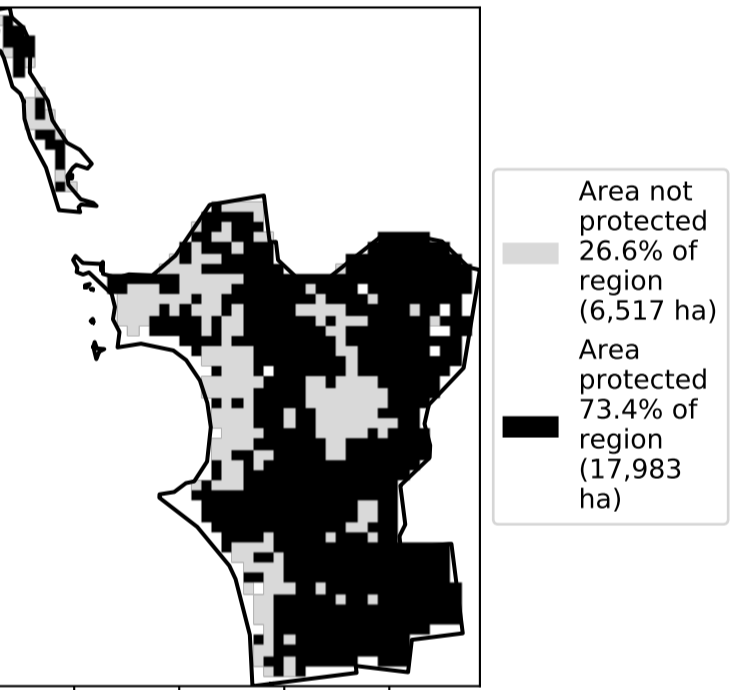 Area not
protected
26.6% of
region
(6,517 ha)
Area
protected
73.4% of
region
(17,983
ha)